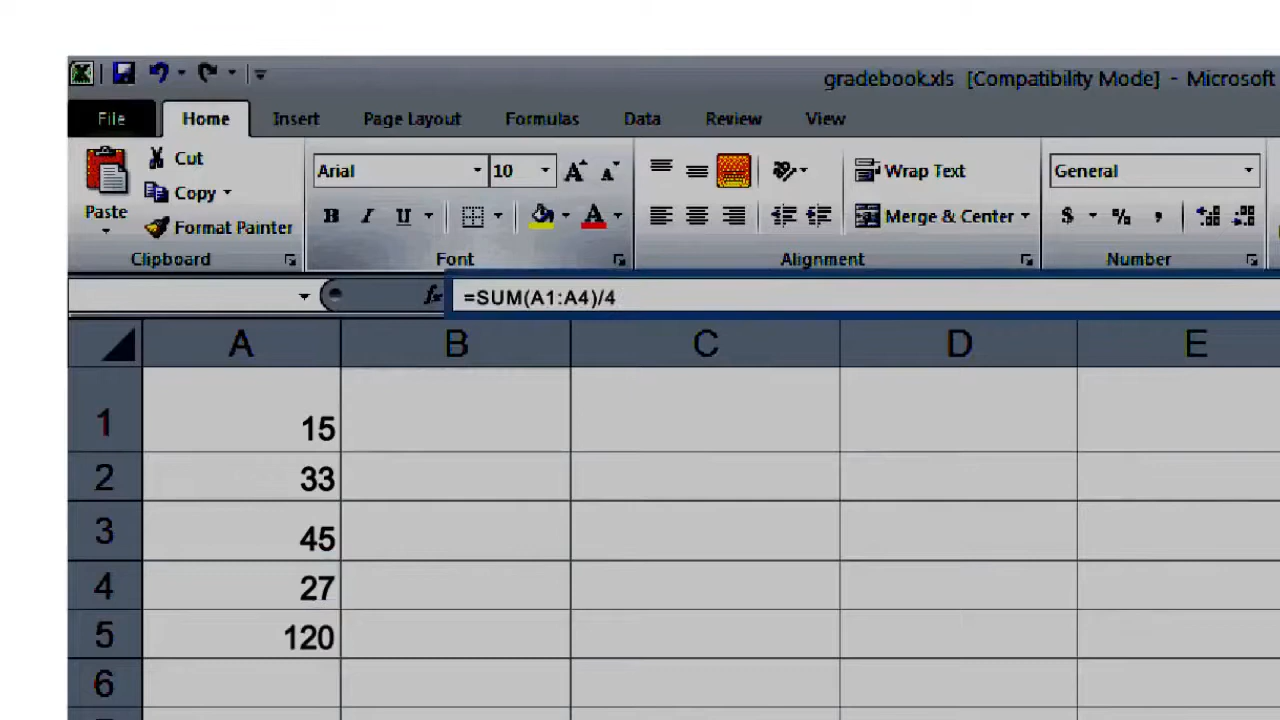 gradebook.xls [Compatibility Mode] - Microsoft
File Home Insert Page Layout Formulas Data Review View
Cut
Copy
Format Painter
Paste
Arial 10 A A
B I U A
Wrap Text
Merge & Center
General
$ % ,
Clipboard Font Alignment Number
fx =SUM(A1:A4)/4
A B C D E
1 15
2 33
3 45
4 27
5 120
6